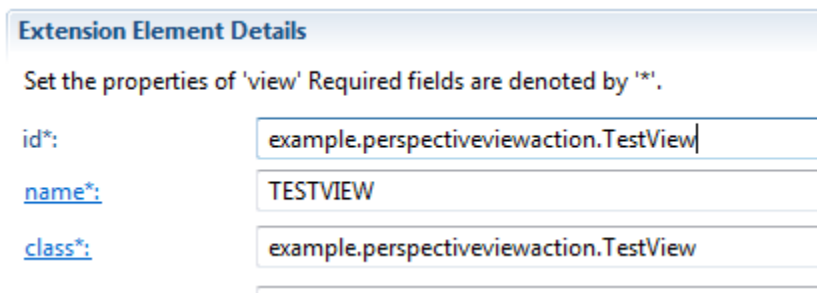 Extension Element Details
Set the properties of 'view' Required fields are denoted by '*'.
id*: example.perspectiveviewaction.TestView
name*: TESTVIEW
class*: example.perspectiveviewaction.TestView